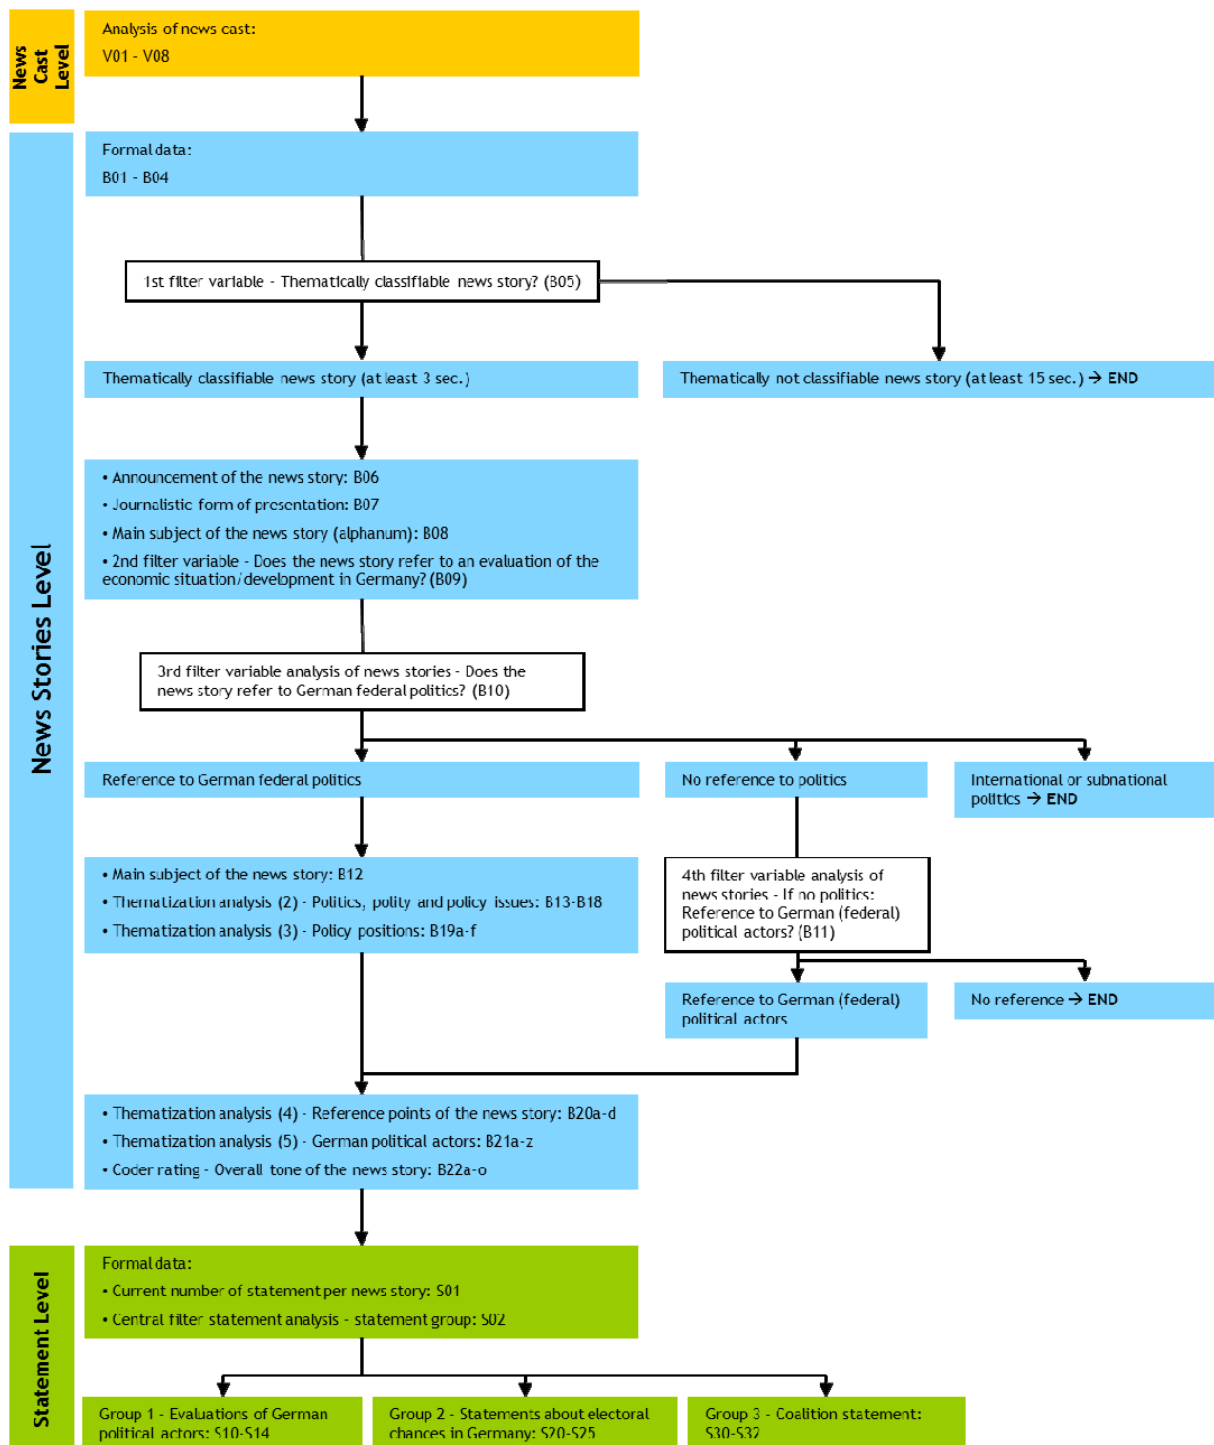 News
Cast
Level
Analysis of news cast:
V01 - V08
News Stories Level
Formal data:
B01 - B04
1st filter variable - Thematically classifiable news story? (B05)
Thematically classifiable news story (at least 3 sec.)
Thematically not classifiable news story (at least 15 sec.) → END
• Announcement of the news story: B06
• Journalistic form of presentation: B07
• Main subject of the news story (alphanum): B08
• 2nd filter variable - Does the news story refer to an evaluation of the
economic situation/development in Germany? (B09)
3rd filter variable analysis of news stories - Does the
news story refer to German federal politics? (B10)
Reference to German federal politics
No reference to politics
International or subnational
politics → END
• Main subject of the news story: B12
• Thematization analysis (2) - Politics, polity and policy issues: B13-B18
• Thematization analysis (3) - Policy positions: B19a-f
4th filter variable analysis of
news stories - If no politics:
Reference to German (federal)
political actors? (B11)
Reference to German (federal)
political actors
No reference → END
• Thematization analysis (4) - Reference points of the news story: B20a-d
• Thematization analysis (5) - German political actors: B21a-z
• Coder rating - Overall tone of the news story: B22a-o
Statement Level
Formal data:
• Current number of statement per news story: S01
• Central filter statement analysis - statement group: S02
Group 1 - Evaluations of German
political actors: S10-S14
Group 2 - Statements about electoral
chances in Germany: S20-S25
Group 3 - Coalition statement:
S30-S32